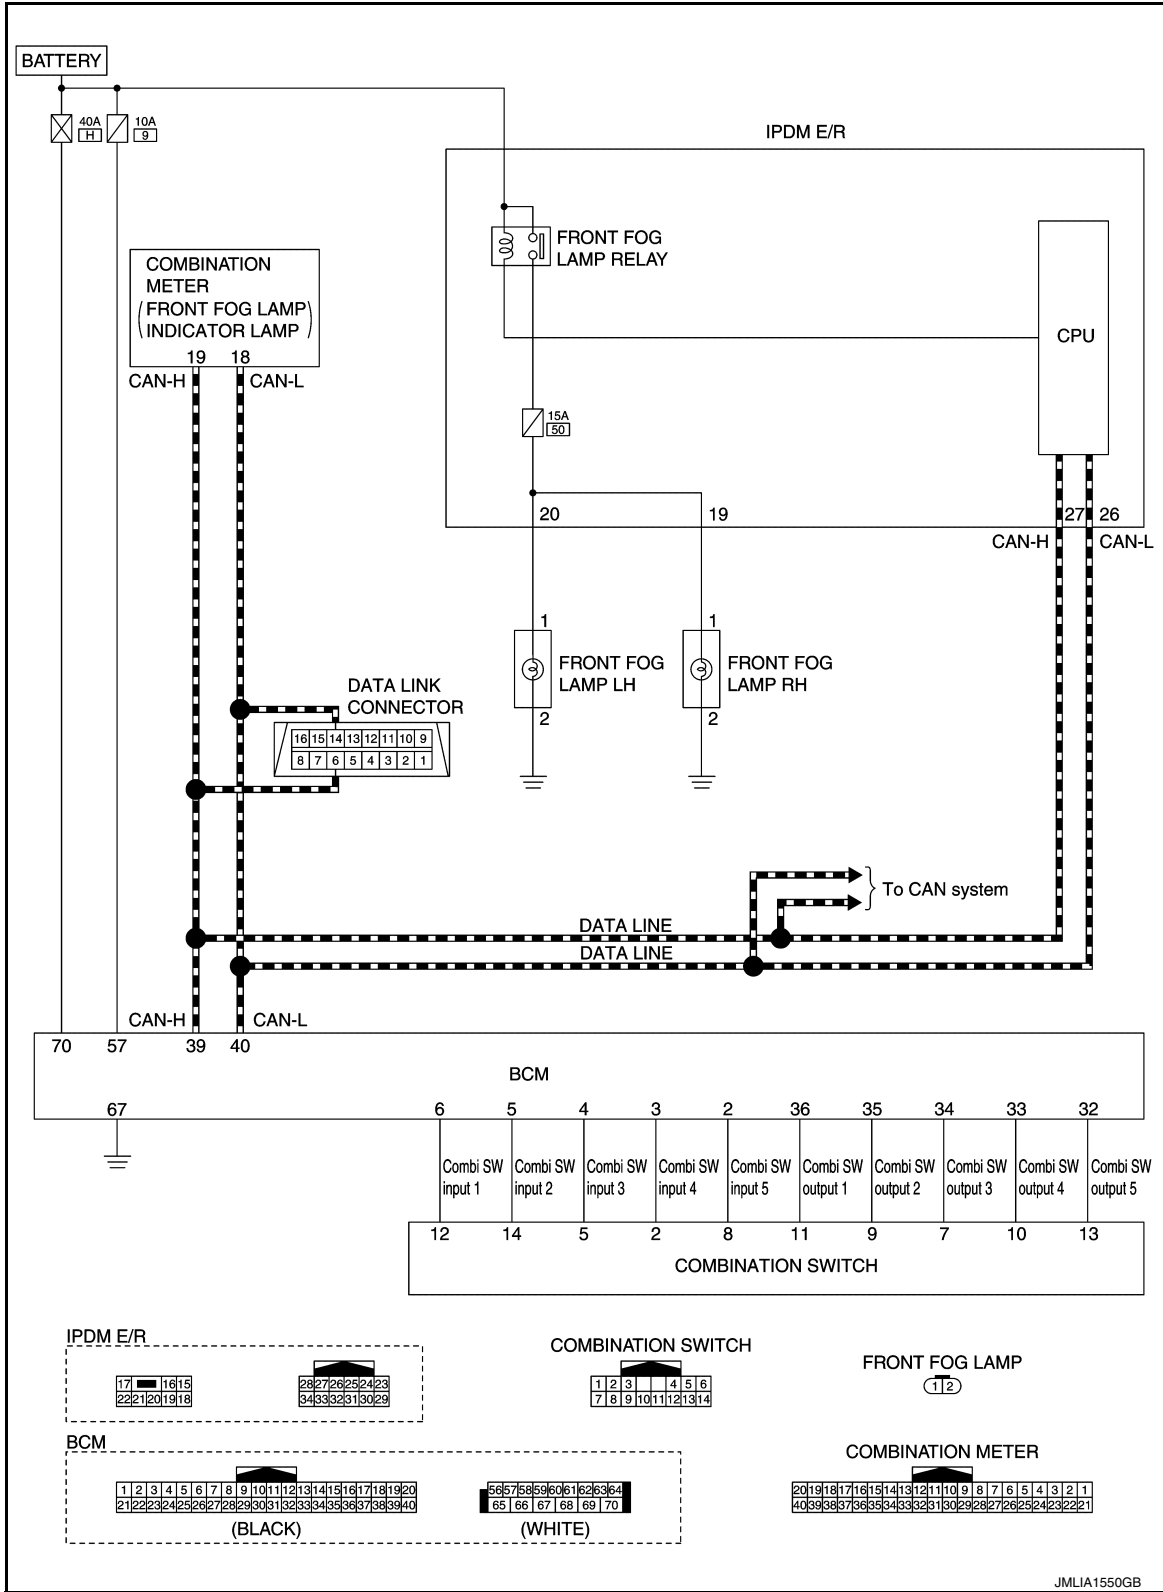 BATTERY
40A
H
10A
9
IPDM E/R
FRONT FOG
LAMP RELAY
CPU
COMBINATION
METER
(FRONT FOG LAMP
INDICATOR LAMP)
19 18
CAN-H CAN-L
15A
50
20 19 27 26
CAN-H CAN-L
1 1
FRONT FOG
LAMP LH
FRONT FOG
LAMP RH
2 2
DATA LINK
CONNECTOR
16 15 14 13 12 11 10 9
8 7 6 5 4 3 2 1
To CAN system
DATA LINE
DATA LINE
CAN-H CAN-L
70 57 39 40
BCM
67 6 5 4 3 2 36 35 34 33 32
Combi SW
input 1
Combi SW
input 2
Combi SW
input 3
Combi SW
input 4
Combi SW
input 5
Combi SW
output 1
Combi SW
output 2
Combi SW
output 3
Combi SW
output 4
Combi SW
output 5
12 14 5 2 8 11 9 7 10 13
COMBINATION SWITCH
IPDM E/R
17 16 15
22 21 20 19 18
28 27 26 25 24 23
34 33 32 31 30 29
COMBINATION SWITCH
1 2 3 4 5 6
7 8 9 10 11 12 13 14
FRONT FOG LAMP
1 2
BCM
1 2 3 4 5 6 7 8 9 10 11 12 13 14 15 16 17 18 19 20
21 22 23 24 25 26 27 28 29 30 31 32 33 34 35 36 37 38 39 40
(BLACK)
56 57 58 59 60 61 62 63 64
65 66 67 68 69 70
(WHITE)
COMBINATION METER
20 19 18 17 16 15 14 13 12 11 10 9 8 7 6 5 4 3 2 1
40 39 38 37 36 35 34 33 32 31 30 29 28 27 26 25 24 23 22 21
JMLIA1550GB